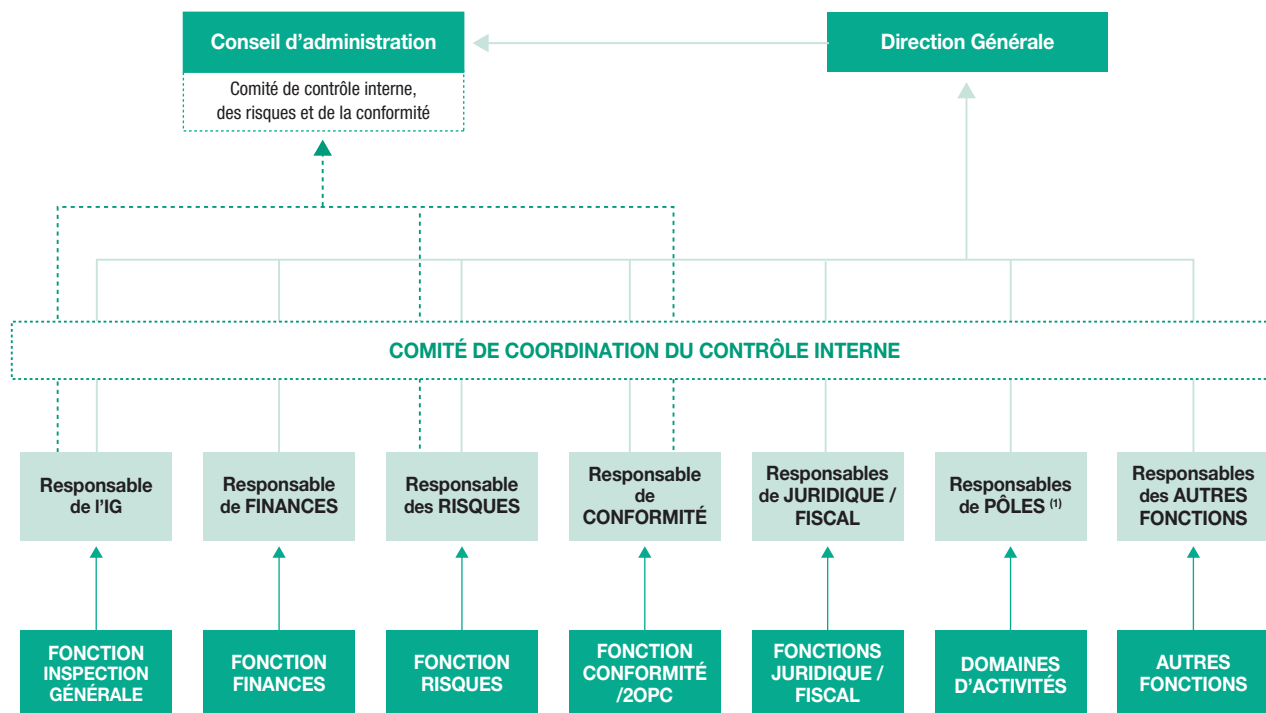 Conseil d’administration
Direction Générale
Comité de contrôle interne,
des risques et de la conformité
COMITÉ DE COORDINATION DU CONTRÔLE INTERNE
Responsable
de l’IG
Responsable
de FINANCES
Responsable
des RISQUES
Responsable
de
CONFORMITÉ
Responsables
de JURIDIQUE /
FISCAL
Responsables
de PÔLES (1)
Responsables
des AUTRES
FONCTIONS
FONCTION
INSPECTION
GÉNÉRALE
FONCTION
FINANCES
FONCTION
RISQUES
FONCTION
CONFORMITÉ
/2OPC
FONCTIONS
JURIDIQUE /
FISCAL
DOMAINES
D’ACTIVITÉS
AUTRES
FONCTIONS